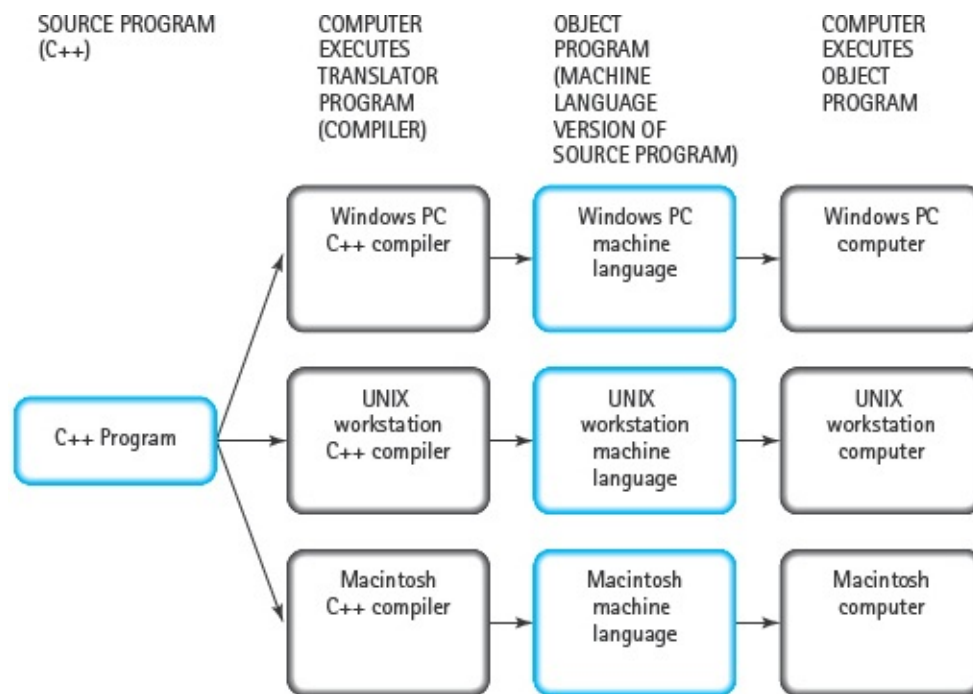 SOURCE PROGRAM
(C++)
COMPUTER
EXECUTES
TRANSLATOR
PROGRAM
(COMPILER)
OBJECT
PROGRAM
(MACHINE
LANGUAGE
VERSION OF
SOURCE PROGRAM)
COMPUTER
EXECUTES
OBJECT
PROGRAM
C++ Program
Windows PC
C++ compiler
Windows PC
machine
language
Windows PC
computer
UNIX
workstation
C++ compiler
UNIX
workstation
machine
language
UNIX
workstation
computer
Macintosh
C++ compiler
Macintosh
machine
language
Macintosh
computer